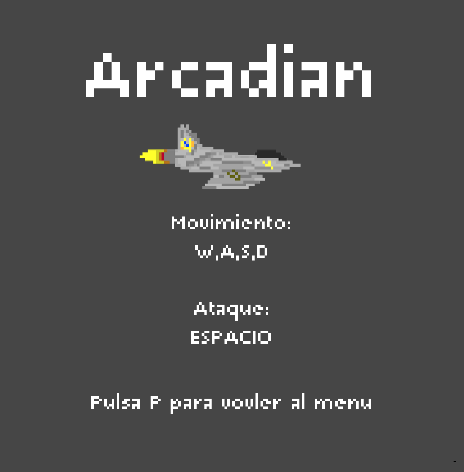 Arcadian
Movimiento:
W,A,S,D
Ataque:
ESPACIO
Pulsa P para vovler al menu